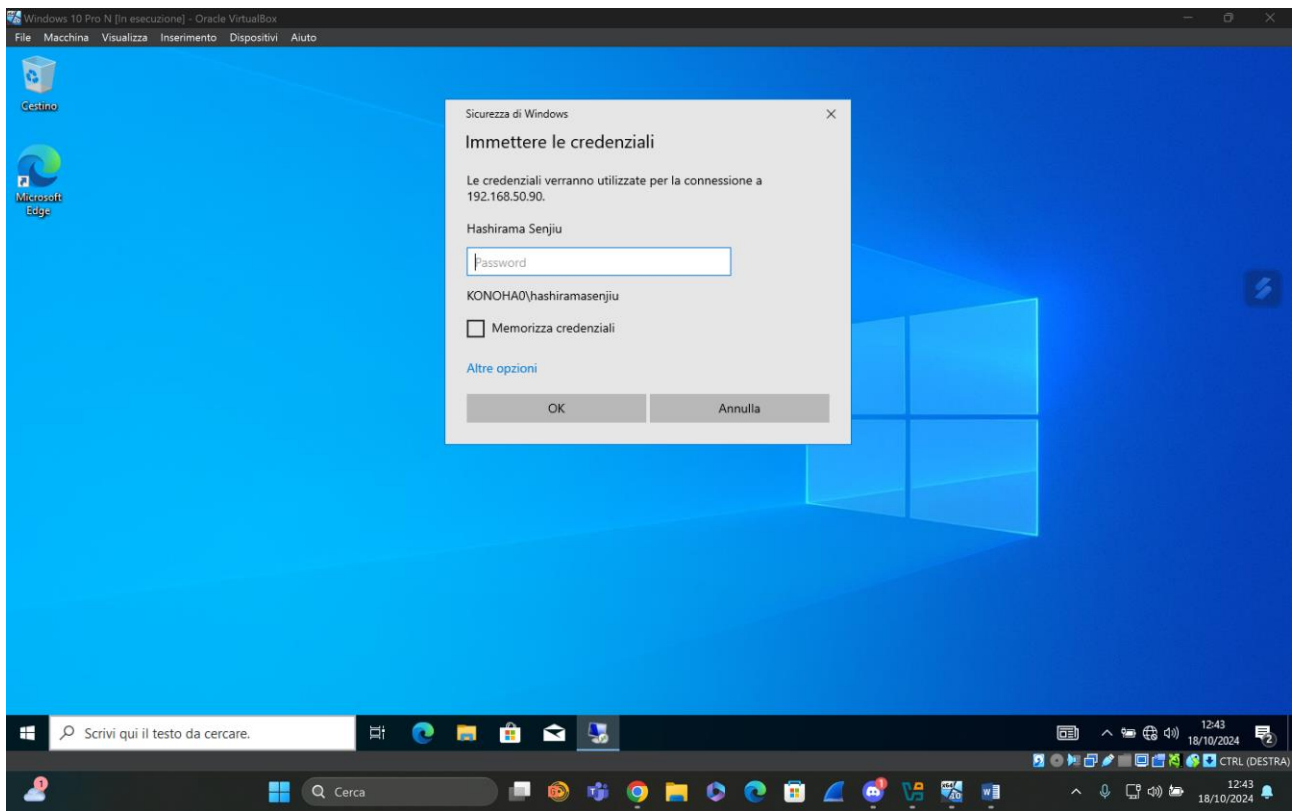 Windows 10 Pro N [In esecuzione] - Oracle VirtualBox
File Macchina Visualizza Inserimento Dispositivi Aiuto
Cestino
Microsoft
Edge
Sicurezza di Windows
Immettere le credenziali
Le credenziali verranno utilizzate per la connessione a
192.168.50.90.
Hashirama Senjiu
Password
KONOHA0\hashiramasenjiu
Memorizza credenziali
Altre opzioni
OK Annulla
Scrivi qui il testo da cercare.
12:43
18/10/2024
2
CTRL (DESTRA)
1
Cerca
12:43
18/10/2024